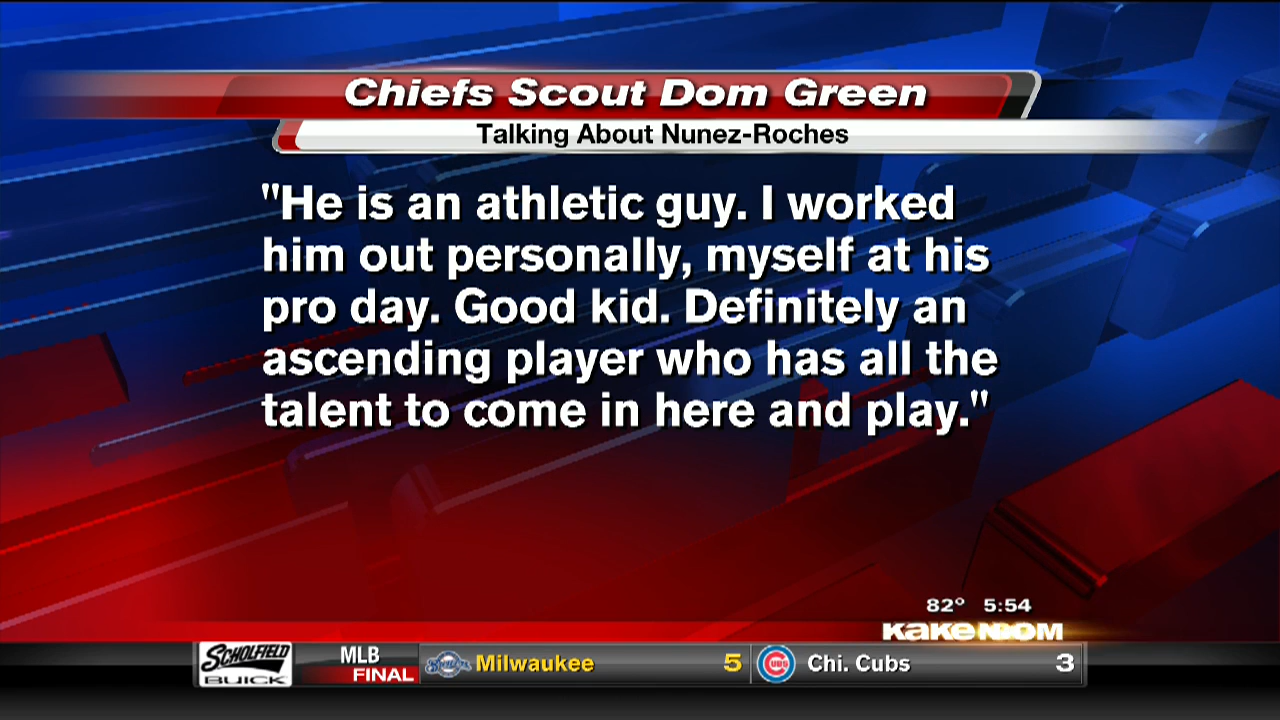 Chiefs Scout Dom Green
Talking About Nunez-Roches
"He is an athletic guy. I worked
him out personally, myself at his
pro day. Good kid. Definitely an
ascending player who has all the
talent to come in here and play."
82° 5:54
SCHOLFIELD
BUICK
MLB
FINAL
Milwaukee 5
CUBS
Chi. Cubs 3